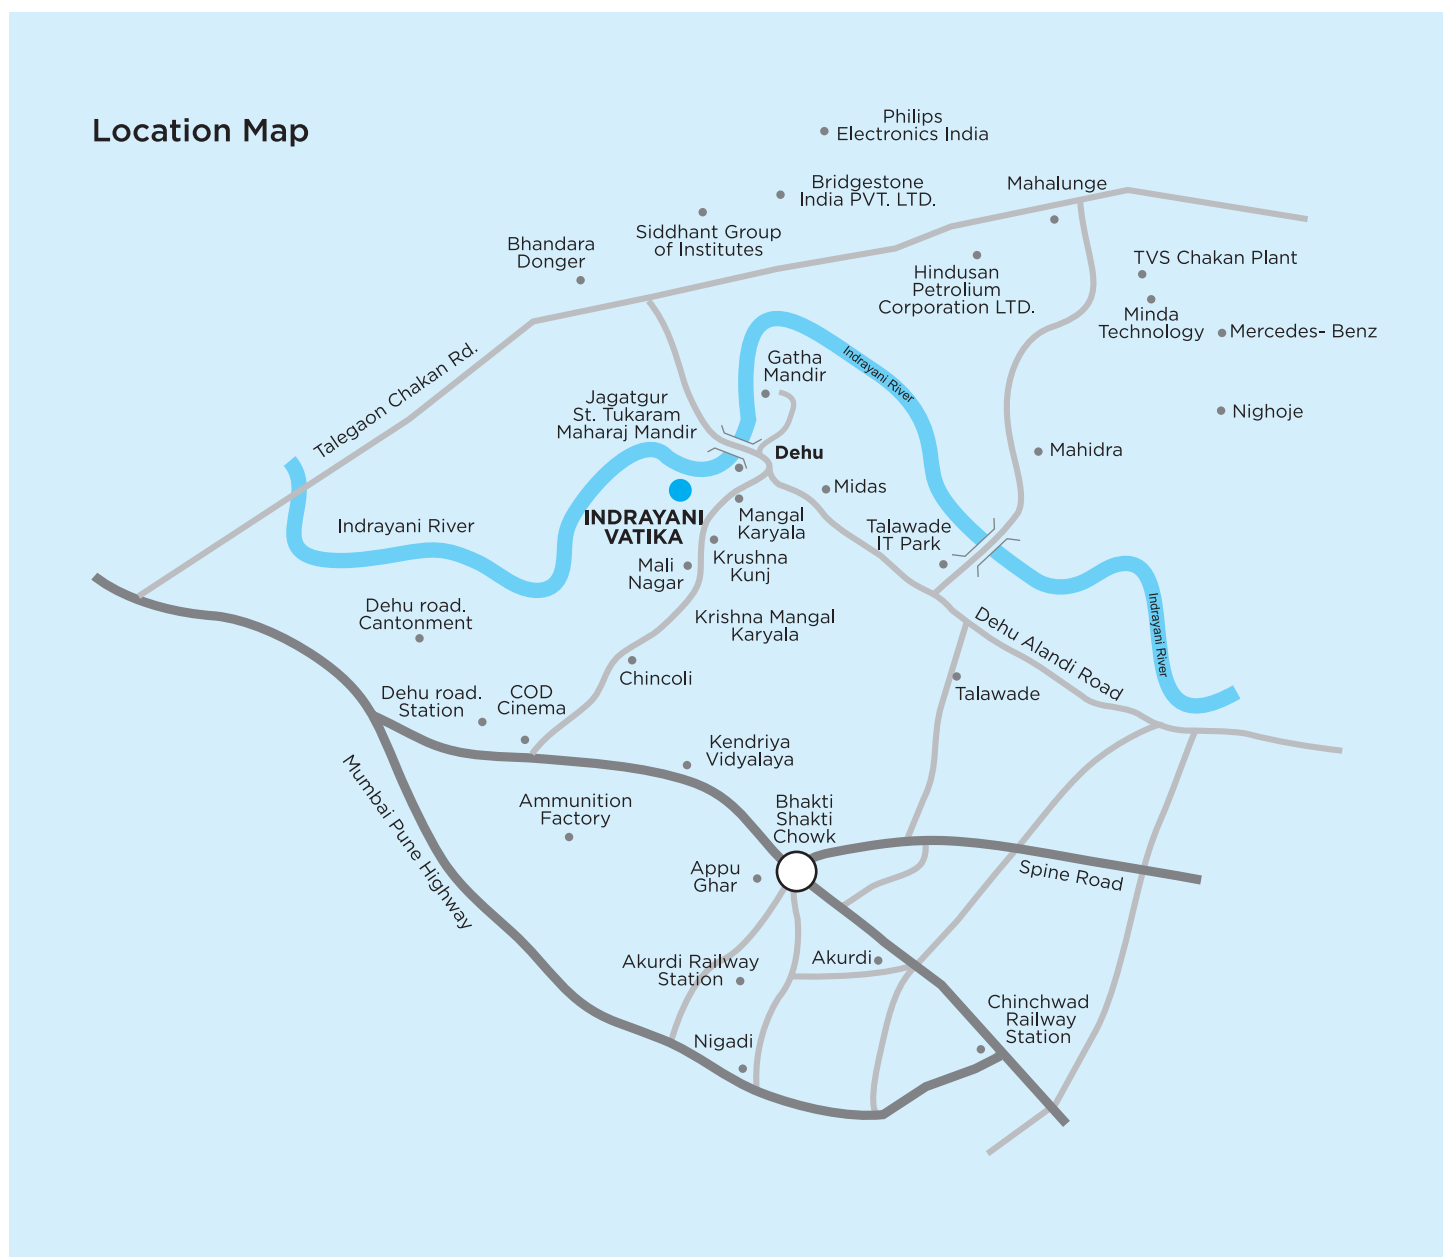 Location Map
Philips
Electronics India
Bridgestone
India PVT. LTD.
Mahalunge
Siddhant Group
of Institutes
Bhandara
Donger
TVS Chakan Plant
Hindusan
Petrolium
Corporation LTD.
Minda
Technology
Mercedes- Benz
Talegaon Chakan Rd.
Gatha
Mandir
Indrayani River
Jagatgur
St. Tukaram
Maharaj Mandir
Nighoje
Dehu
Mahidra
Midas
INDRAYANI
VATIKA
Mangal
Karyala
Talawade
IT Park
Indrayani River
Krushna
Kunj
Mali
Nagar
Dehu road.
Cantonment
Krishna Mangal
Karyala
Dehu Alandi Road
Indrayani River
Chincoli
Talawade
Dehu road.
Station
COD
Cinema
Kendriya
Vidyalaya
Mumbai Pune Highway
Ammunition
Factory
Bhakti
Shakti
Chowk
Appu
Ghar
Spine Road
Akurdi Railway
Station
Akurdi
Chinchwad
Railway
Station
Nigadi